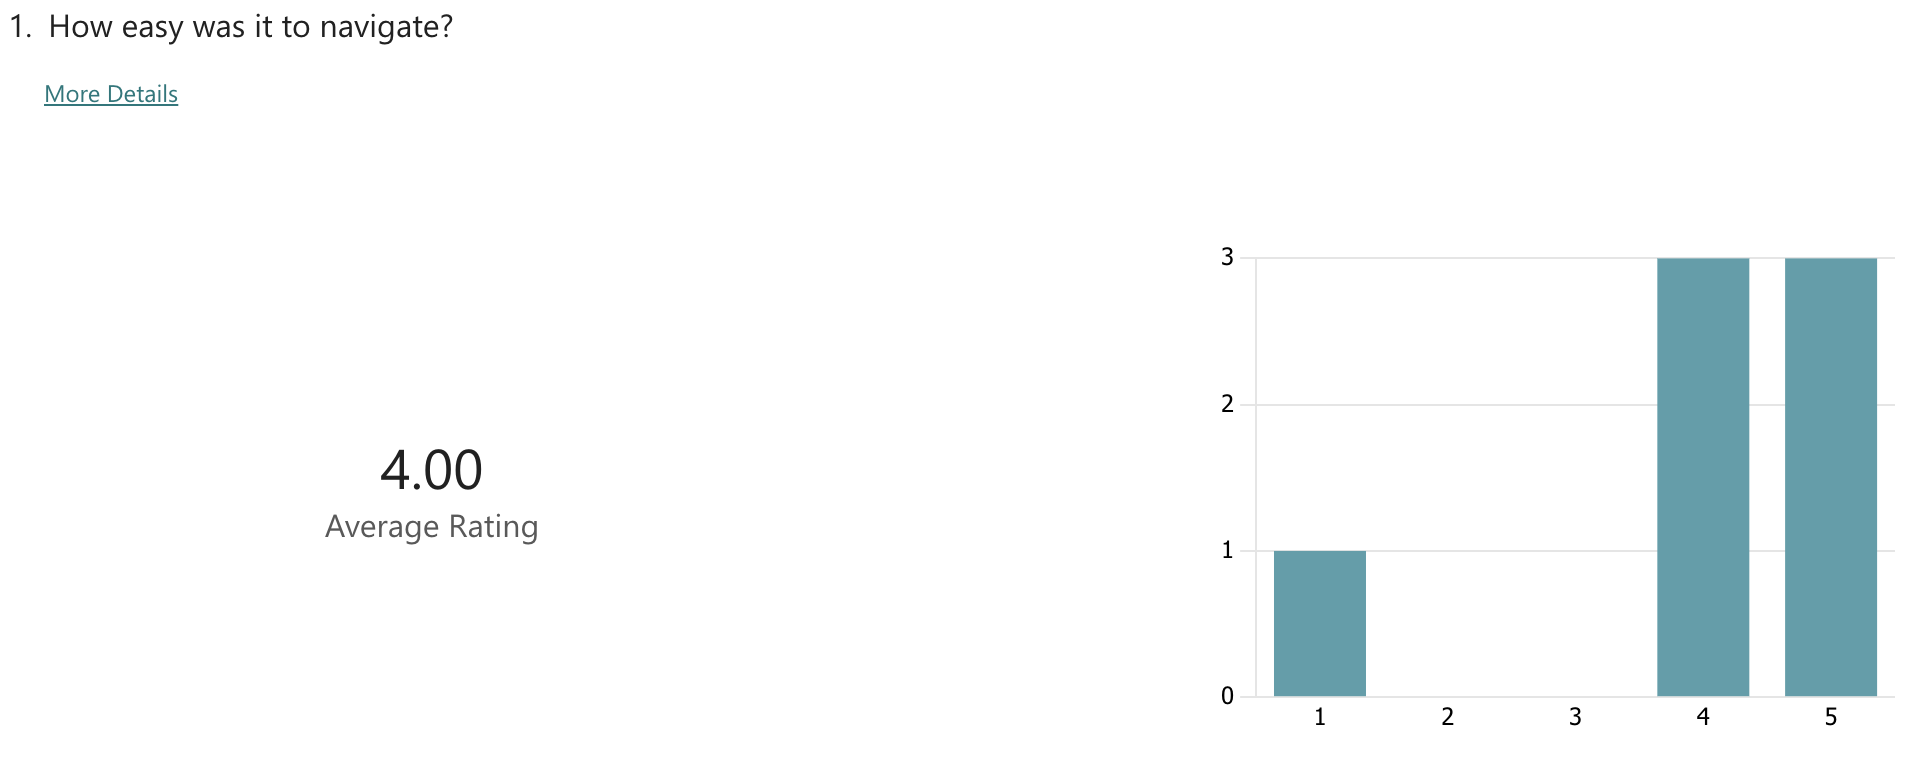 1. How easy was it to navigate?
More Details
4.00
Average Rating
3
2
1
0
1 2 3 4 5